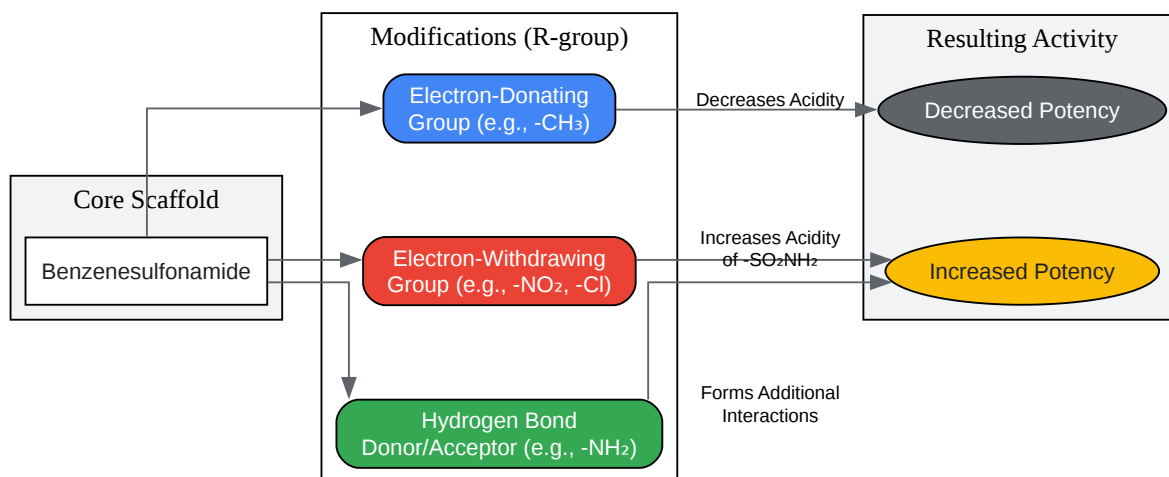 Modifications (R-group)
Resulting Activity
Electron-Donating
Group (e.g., -CH₃)
Decreases Acidity
Decreased Potency
Core Scaffold
Benzenesulfonamide
Electron-Withdrawing
Group (e.g., -NO₂, -Cl)
Increases Acidity
of -SO₂NH₂
Increased Potency
Hydrogen Bond
Donor/Acceptor (e.g., -NH₂)
Forms Additional
Interactions